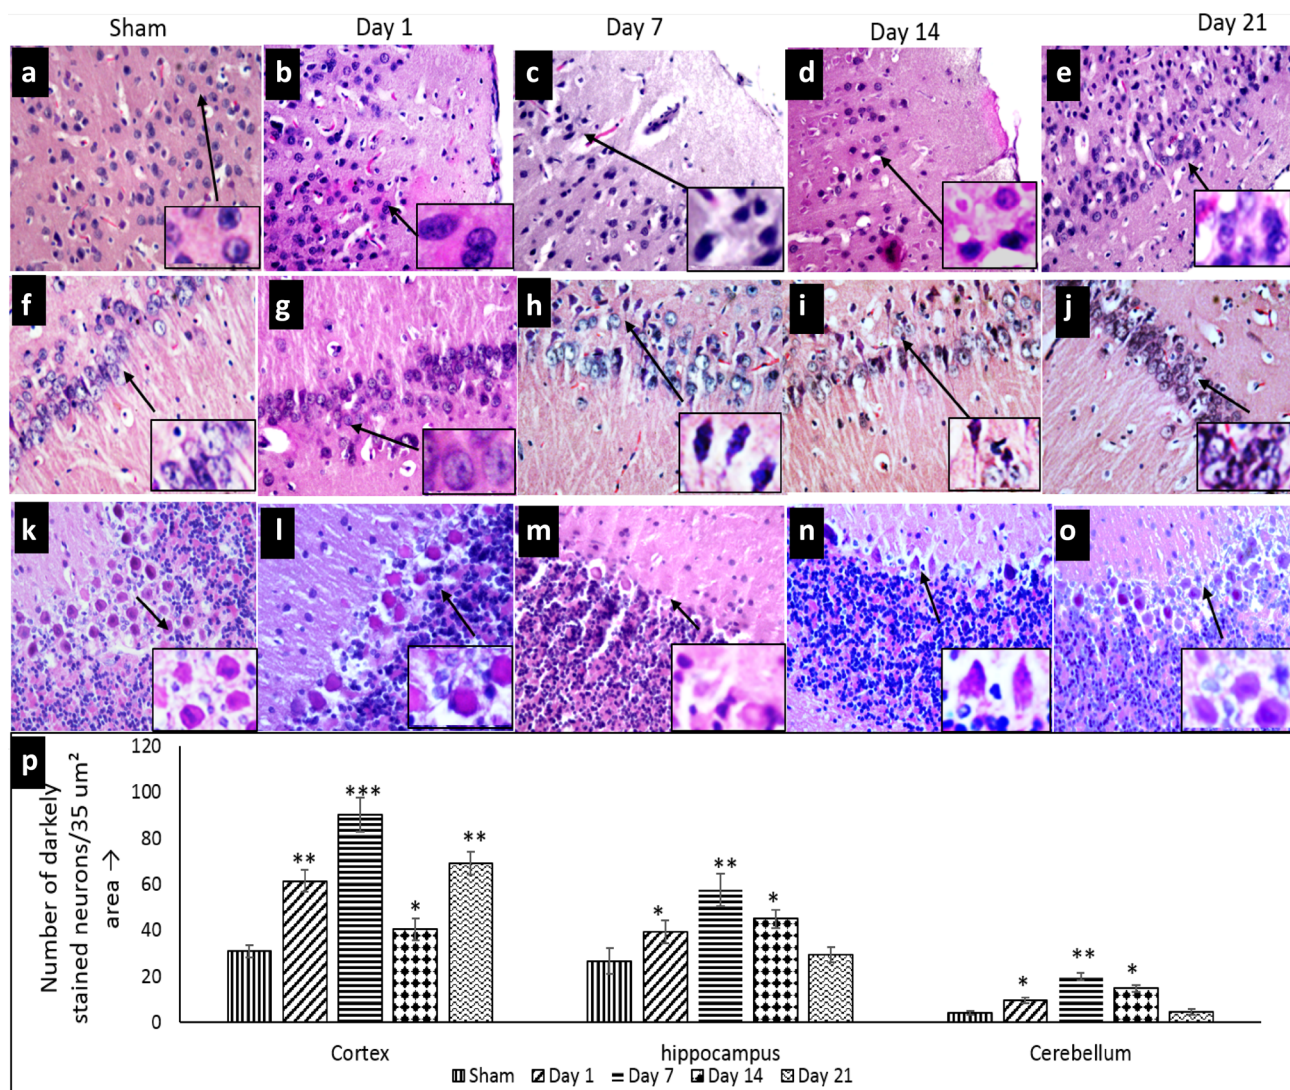 Sham Day 1 Day 7 Day 14 Day 21
a b c d e
f g h i j
k l m n o
p
Number of darkely
stained neurons/35 um²
area →
120
100
80
60
40
20
0
** *** * **
* ** *
* ** *
Cortex hippocampus Cerebellum
Sham Day 1 Day 7 Day 14 Day 21